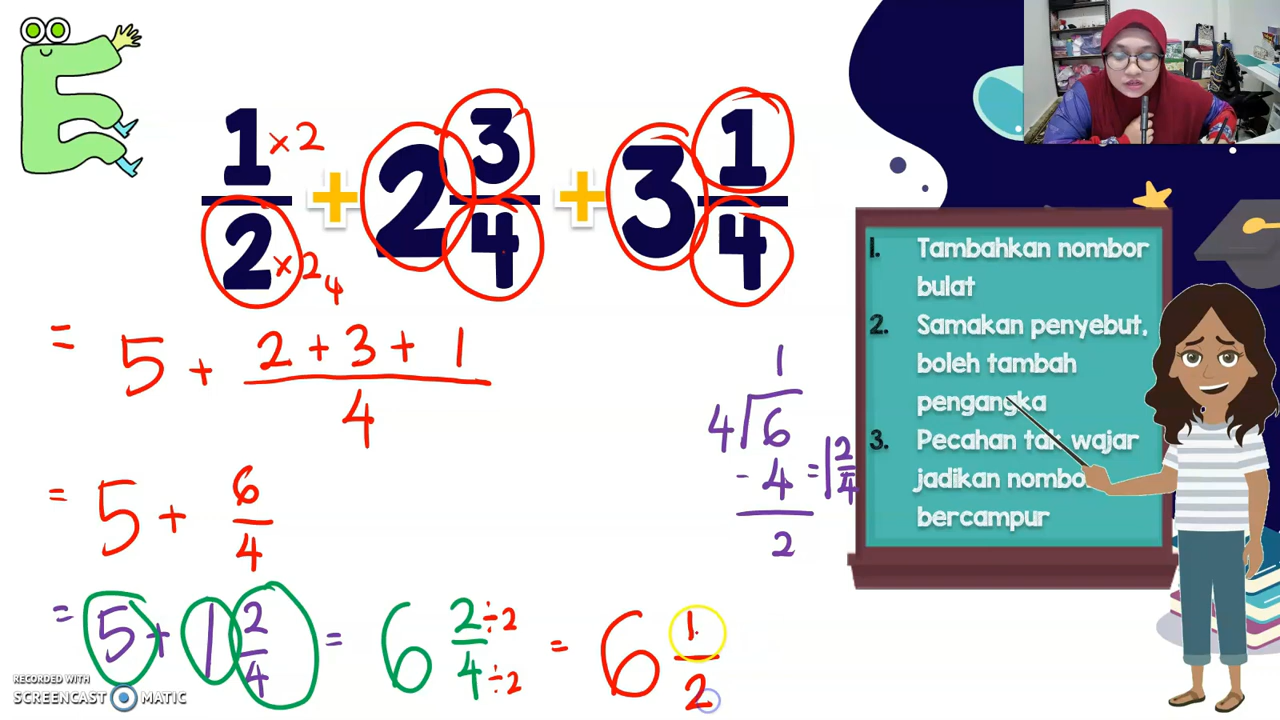 1/2 ×2 ×2 + 2 3/4 + 3 1/4
4
= 5 + (2 + 3 + 1)/4
= 5 + 6/4
= 5 + 1 2/4 = 6 2/4 ÷2 ÷2 = 6 1/2
1
4 6
- 4 = 1 2/4
2
1. Tambahkan nombor
bulat
2. Samakan penyebut,
boleh tambah
pengangka
3. Pecahan tak wajar
jadikan nombor
bercampur
RECORDED WITH
SCREENCAST MATIC